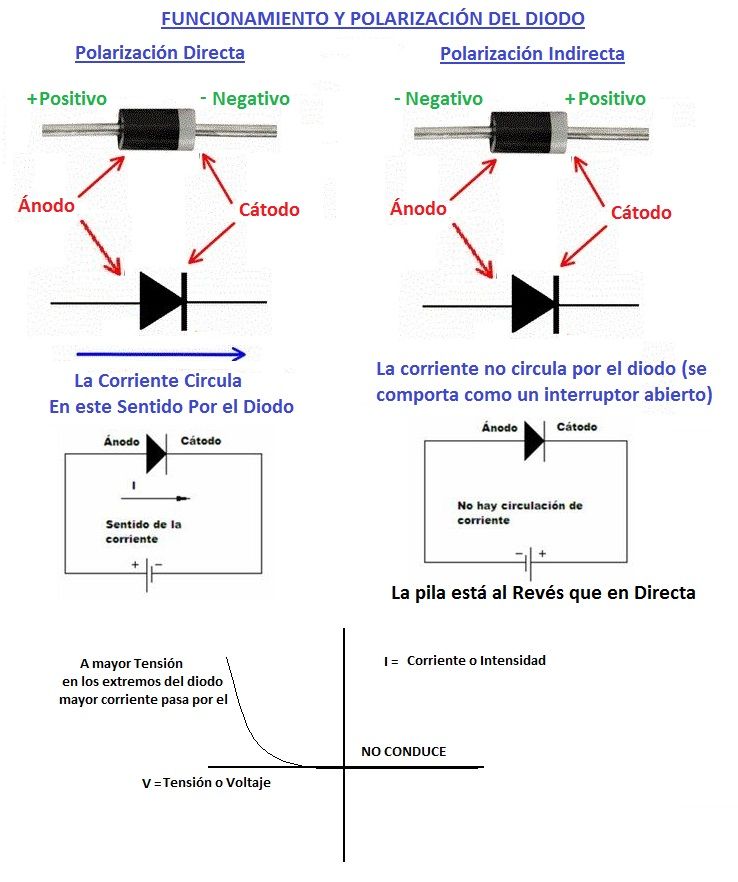 FUNCIONAMIENTO Y POLARIZACIÓN DEL DIODO
Polarización Directa
Polarización Indirecta
+Positivo
- Negativo
- Negativo
+Positivo
Ánodo
Cátodo
Ánodo
Cátodo
La Corriente Circula
En este Sentido Por el Diodo
La corriente no circula por el diodo (se
comporta como un interruptor abierto)
Ánodo
Cátodo
I
Sentido de la
corriente
+
−
Ánodo
Cátodo
No hay circulación de
corriente
−
+
La pila está al Revés que en Directa
A mayor Tensión
en los extremos del diodo
mayor corriente pasa por el
I = Corriente o Intensidad
NO CONDUCE
V =Tensión o Voltaje